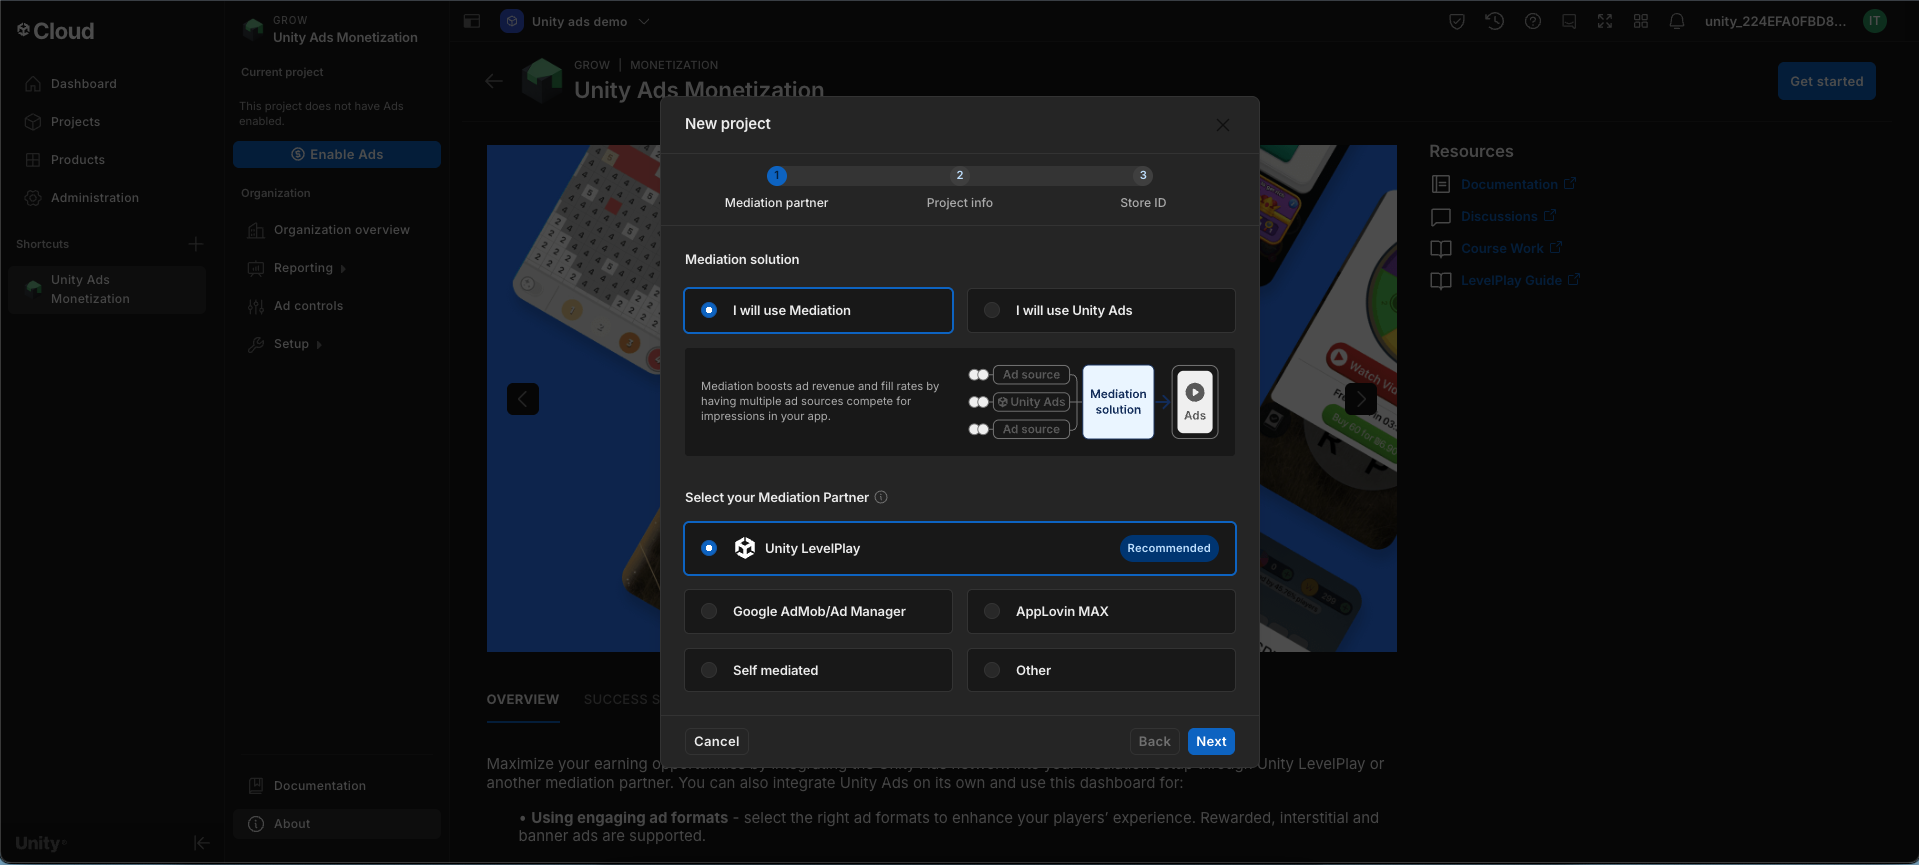 Cloud
Dashboard
Projects
Products
Administration
Shortcuts
Unity Ads
Monetization
Unity
GROW
Unity Ads Monetization
Current project
This project does not have Ads
enabled.
Enable Ads
Organization
Organization overview
Reporting
Ad controls
Setup
Documentation
About
Unity ads demo
unity_224EFA0FBD8...
IT
GROW | MONETIZATION
Unity Ads Monetization
Get started
New project
1
2
3
Mediation partner
Project info
Store ID
Mediation solution
I will use Mediation
I will use Unity Ads
Mediation boosts ad revenue and fill rates by
having multiple ad sources compete for
impressions in your app.
Ad source
Unity Ads
Ad source
Mediation
solution
Ads
Select your Mediation Partner
Unity LevelPlay
Recommended
Google AdMob/Ad Manager
AppLovin MAX
Self mediated
Other
Cancel
Back
Next
Watch Vid
Buy 60 for $6.90
Resources
Documentation
Discussions
Course Work
LevelPlay Guide
OVERVIEW
SUCCESS S
Maximize your earning Unity LevelPlay or
another mediation partner. You can also integrate Unity Ads on its own and use this dashboard for:
• Using engaging ad formats - select the right ad formats to enhance your players' experience. Rewarded, interstitial and
banner ads are supported.